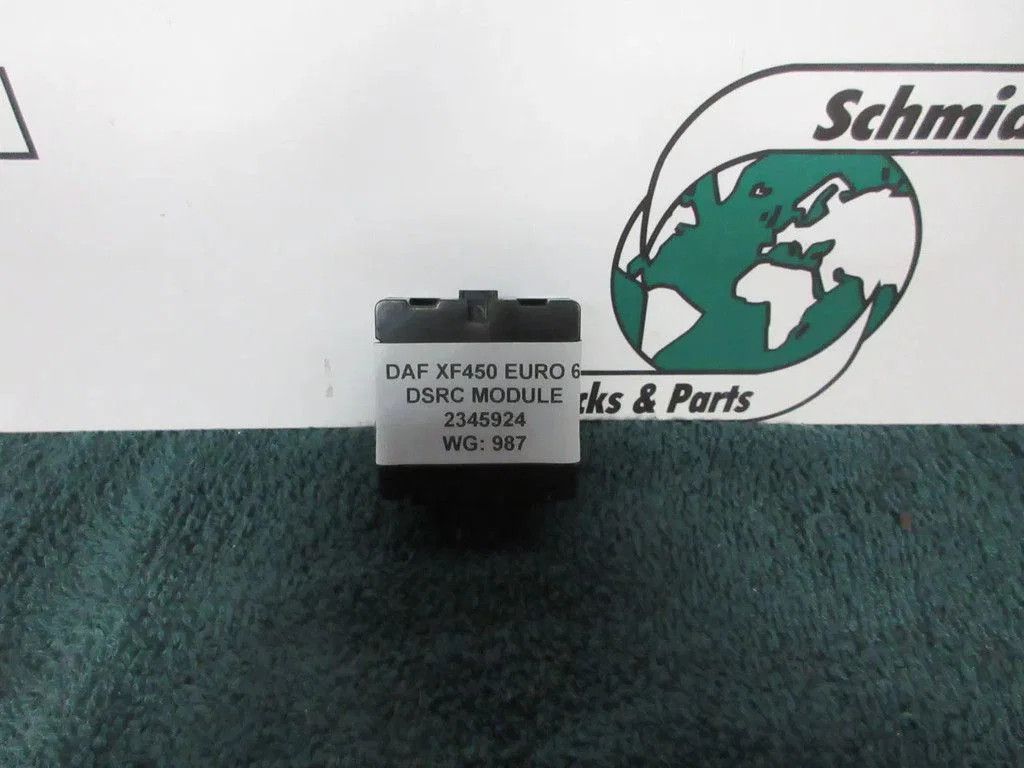 Schmid
cks & Parts
DAF XF450 EURO 6
DSRC MODULE
2345924
WG: 987